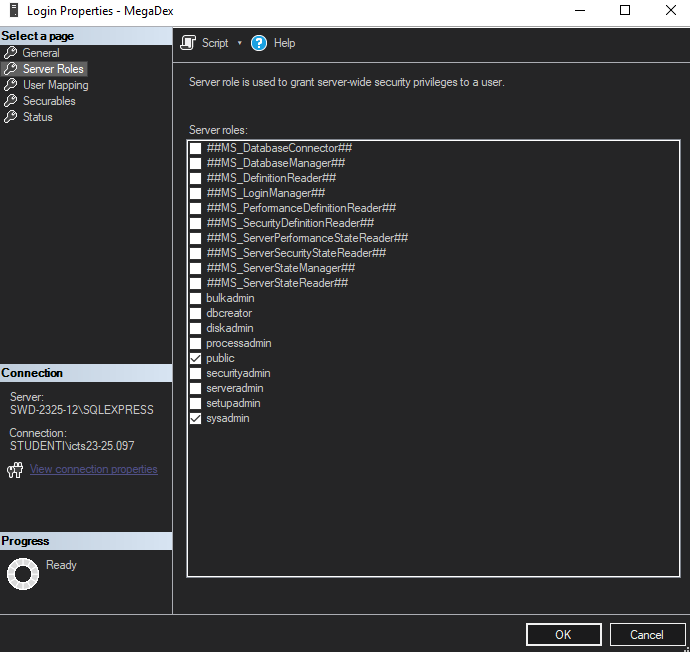 Login Properties - MegaDex
Select a page
General
Server Roles
User Mapping
Securables
Status
Script
Help
Server role is used to grant server-wide security privileges to a user.
Server roles:
##MS_DatabaseConnector##
##MS_DatabaseManager##
##MS_DefinitionReader##
##MS_LoginManager##
##MS_PerformanceDefinitionReader##
##MS_SecurityDefinitionReader##
##MS_ServerPerformanceStateReader##
##MS_ServerSecurityStateReader##
##MS_ServerStateManager##
##MS_ServerStateReader##
bulkadmin
dbcreator
diskadmin
processadmin
public
securityadmin
serveradmin
setupadmin
sysadmin
Connection
Server:
SWD-2325-12\SQLEXPRESS
Connection:
STUDENTI\icts23-25.097
View connection properties
Progress
Ready
OK
Cancel